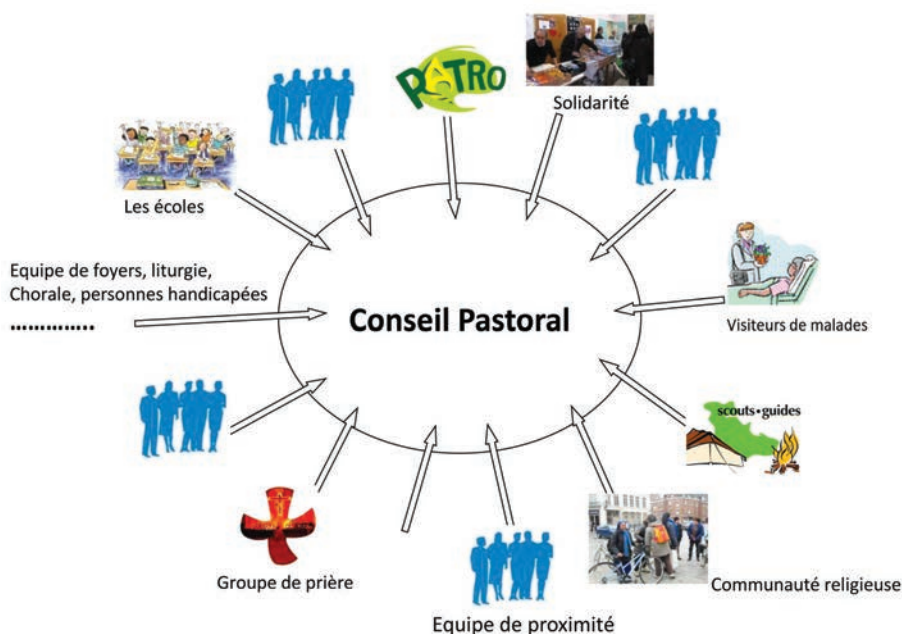 PATRO
Solidarité
Les écoles
Equipe de foyers, liturgie,
Chorale, personnes handicapées
..............
Conseil Pastoral
Visiteurs de malades
scouts•guides
Groupe de prière
Communauté religieuse
Equipe de proximité